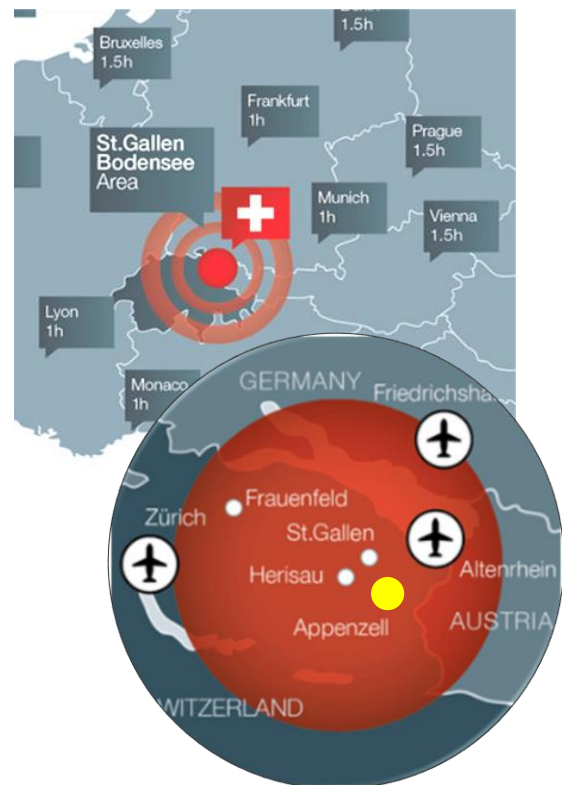 Bruxelles
1.5h
1.5h
Frankfurt
1h
St.Gallen
Bodensee
Area
Prague
1.5h
Munich
1h
Vienna
1.5h
Lyon
1h
Monaco
1h
GERMANY
Friedrichsha
Frauenfeld
Zürich
St.Gallen
Herisau
Altenrhein
Appenzell
AUSTRIA
WITZERLAND